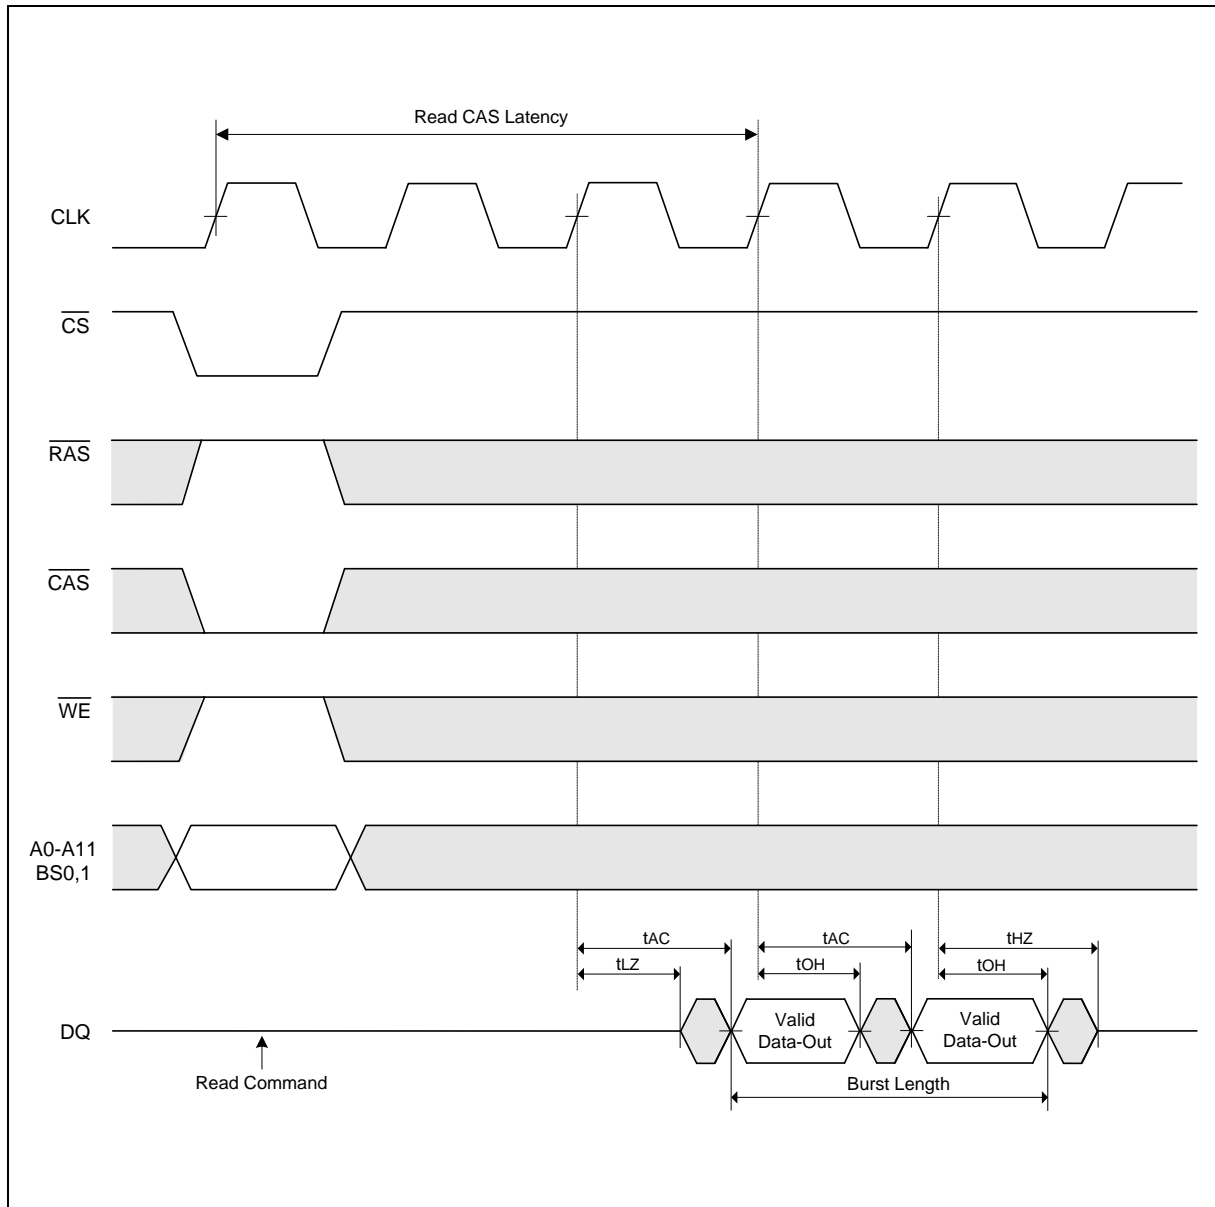 Read CAS Latency
CLK
CS
RAS
CAS
WE
A0-A11
BS0,1
tAC
tAC
tHZ
tLZ
tOH
tOH
DQ
Valid
Data-Out
Valid
Data-Out
Read Command
Burst Length